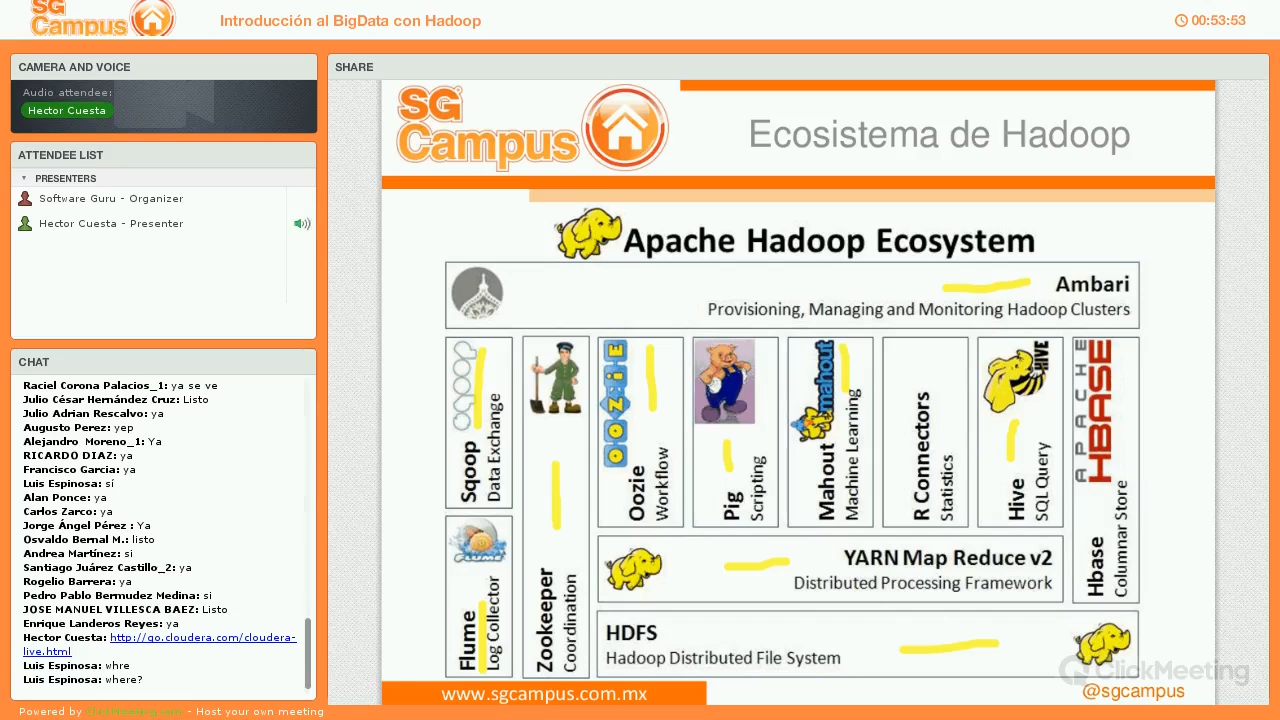 SG
Campus
Introducción al BigData con Hadoop
00:53:53
CAMERA AND VOICE
Audio attendee:
Hector Cuesta
ATTENDEE LIST
PRESENTERS
Software Guru - Organizer
Hector Cuesta - Presenter
CHAT
Raciel Corona Palacios_1: ya se ve
Julio César Hernández Cruz: Listo
Julio Adrian Rescalvo: ya
Augusto Perez: yep
Alejandro Moreno_1: Ya
RICARDO DIAZ: ya
Francisco Garcia: ya
Luis Espinosa: sí
Alan Ponce: ya
Carlos Zarco: ya
Jorge Ángel Pérez : Ya
Osvaldo Bernal M.: listo
Andrea Martínez: si
Santiago Juárez Castillo_2: ya
Rogelio Barrera: ya
Pedro Pablo Bermudez Medina: si
JOSE MANUEL VILLESCA BAEZ: Listo
Enrique Landeros Reyes: ya
Hector Cuesta: http://go.cloudera.com/cloudera-
live.html
Luis Espinosa: whre
Luis Espinosa: where?
Powered by ClickMeeting.com - Host your own meeting
SHARE
SG
Campus
Ecosistema de Hadoop
Apache Hadoop Ecosystem
Ambari
Provisioning, Managing and Monitoring Hadoop Clusters
sqoop
Sqoop
Data Exchange
FLUME
Flume
Log Collector
Zookeeper
Coordination
OOZIE
Oozie
Workflow
Pig
Scripting
mahout
Mahout
Machine Learning
R Connectors
Statistics
HIVE
Hive
SQL Query
APACHE
HBASE
Hbase
Columnar Store
YARN Map Reduce v2
Distributed Processing Framework
HDFS
Hadoop Distributed File System
ClickMeeting
www.sgcampus.com.mx
@sgcampus